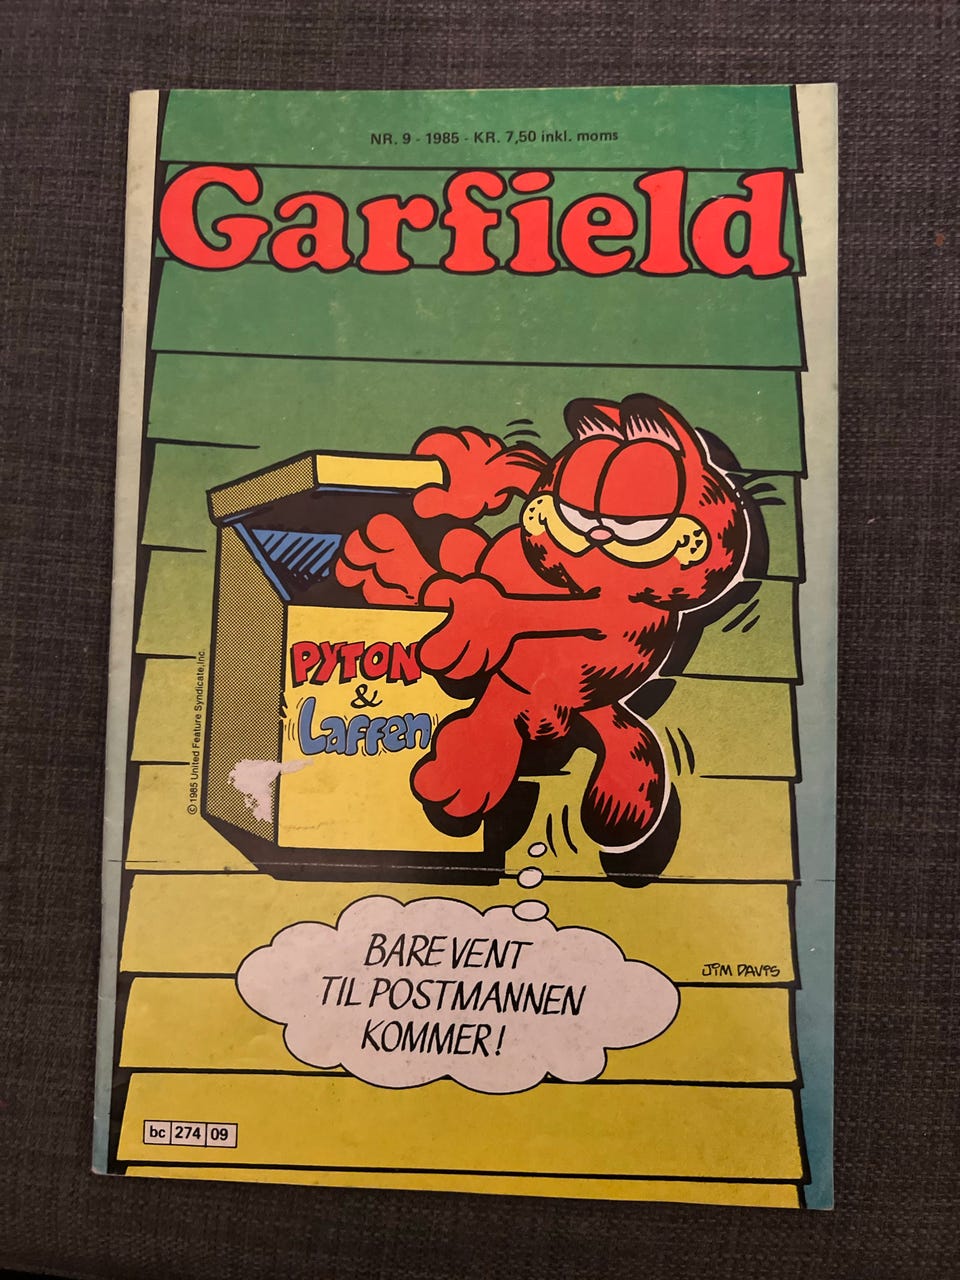 NR. 9 - 1985 - KR. 7,50 inkl. moms
Garfield
PYTON
&
Laffen
© 1985 United Feature Syndicate, Inc.
BARE VENT
TIL POSTMANNEN
KOMMER!
JIM DAVIS
bc 274 09